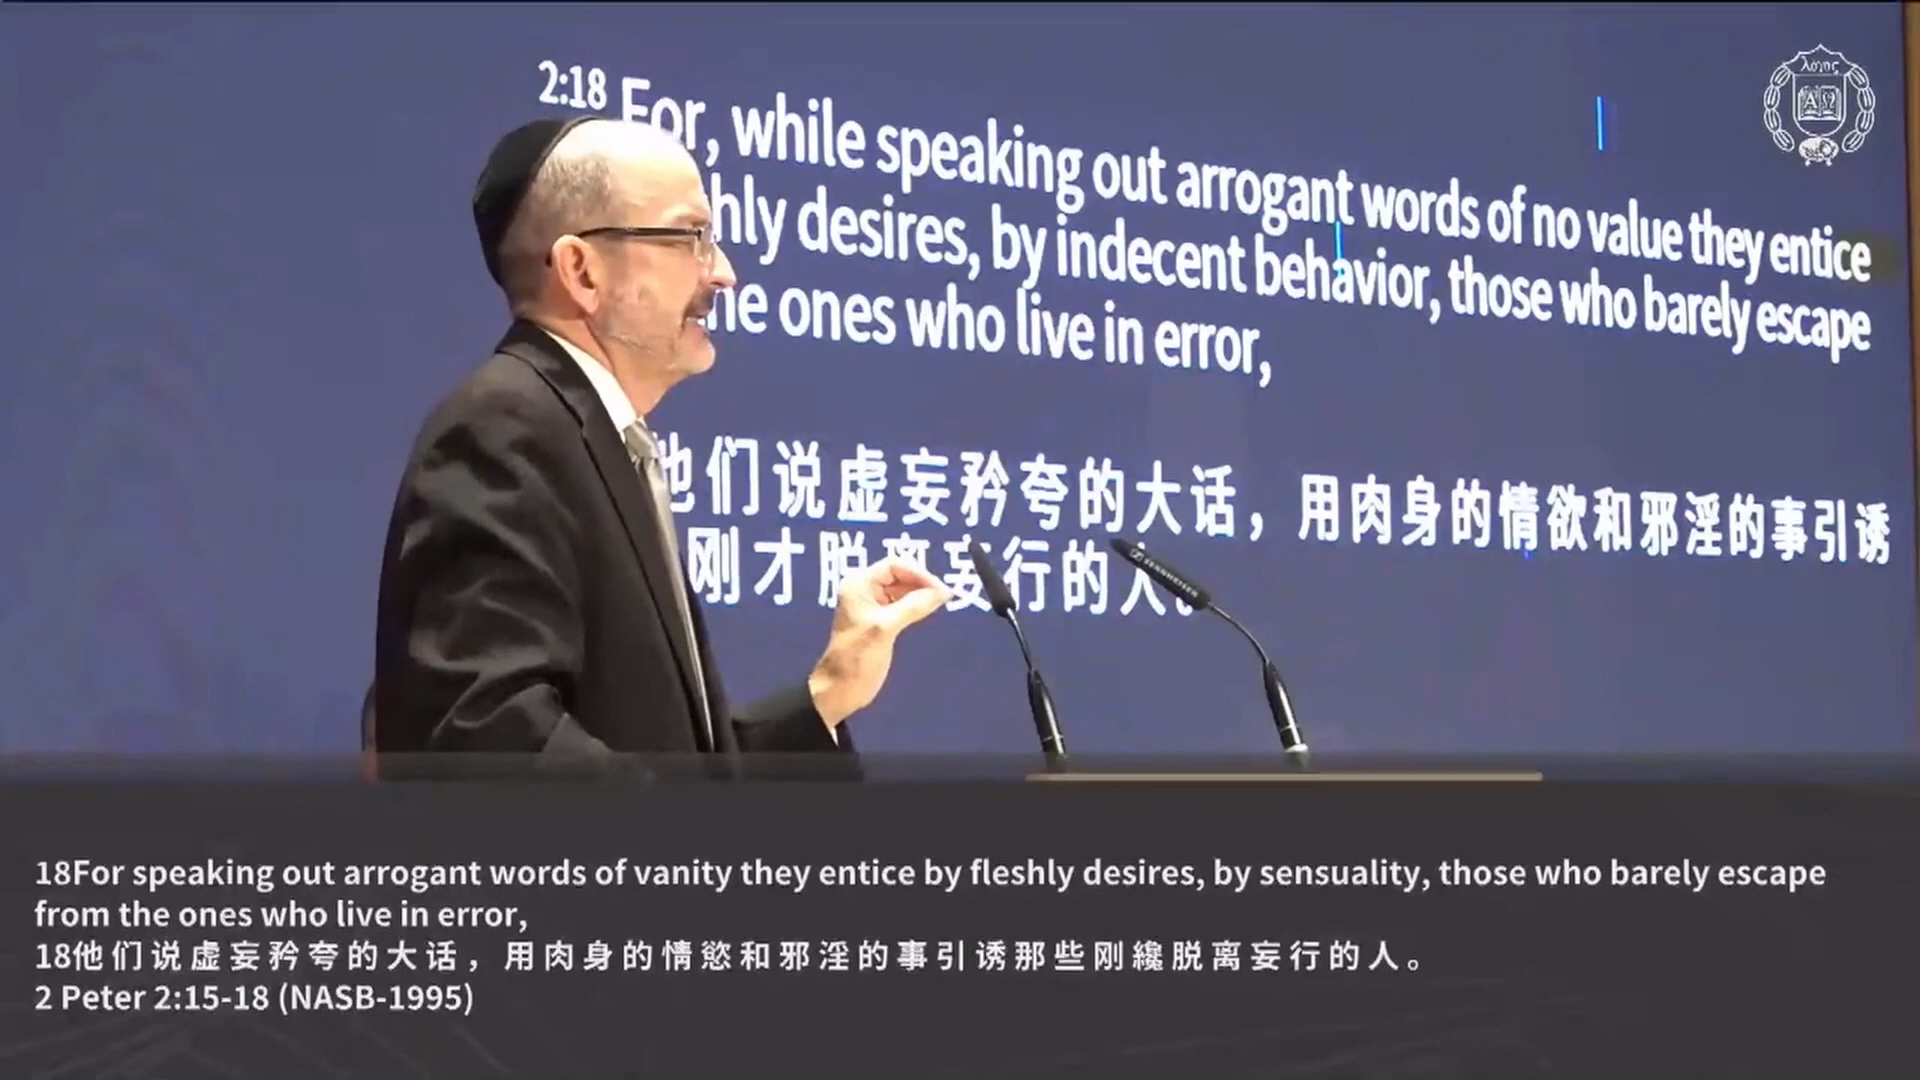 λόγος
A Ω
2:18 For, while speaking out arrogant words of no value they entice
hly desires, by indecent behavior, those who barely escape
he ones who live in error,
他们说虚妄矜夸的大话，用肉身的情欲和邪淫的事引诱
刚才脱离妄行的人。
SENNHEISER
18For speaking out arrogant words of vanity they entice by fleshly desires, by sensuality, those who barely escape
from the ones who live in error,
18他们说虚妄矜夸的大话，用肉身的情慾和邪淫的事引诱那些刚纔脱离妄行的人。
2 Peter 2:15-18 (NASB-1995)